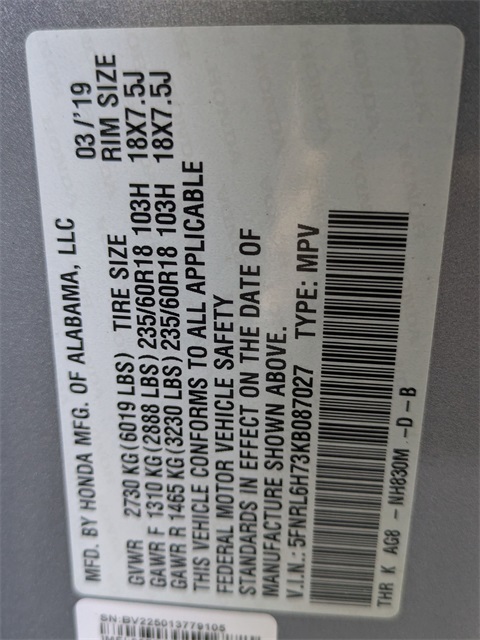 MFD. BY HONDA MFG. OF ALABAMA, LLC 03 /'19
GVWR 2730 KG (6019 LBS) TIRE SIZE RIM SIZE
GAWR F 1310 KG (2888 LBS) 235/60R18 103H 18X7.5J
GAWR R 1465 KG (3230 LBS) 235/60R18 103H 18X7.5J
THIS VEHICLE CONFORMS TO ALL APPLICABLE
FEDERAL MOTOR VEHICLE SAFETY
STANDARDS IN EFFECT ON THE DATE OF
MANUFACTURE SHOWN ABOVE.
V.I.N.: 5FNRL6H73KB087027 TYPE: MPV
THR K AG8 - NH830M -D-B
SN:BV225013779105